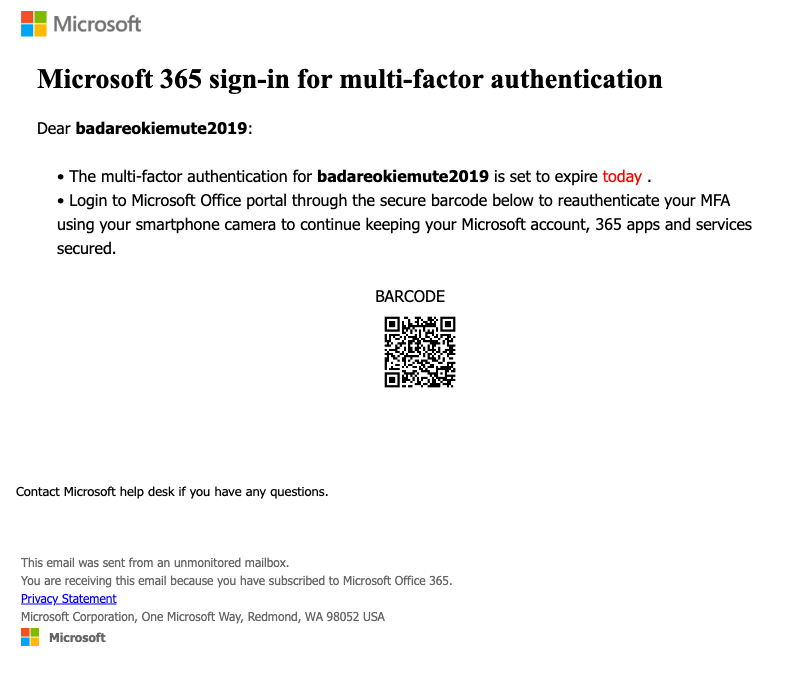 Microsoft
Microsoft 365 sign-in for multi-factor authentication
Dear badareokiemute2019:
• The multi-factor authentication for badareokiemute2019 is set to expire today .
• Login to Microsoft Office portal through the secure barcode below to reauthenticate your MFA
using your smartphone camera to continue keeping your Microsoft account, 365 apps and services
secured.
BARCODE
Contact Microsoft help desk if you have any questions.
This email was sent from an unmonitored mailbox.
You are receiving this email because you have subscribed to Microsoft Office 365.
Privacy Statement
Microsoft Corporation, One Microsoft Way, Redmond, WA 98052 USA
Microsoft